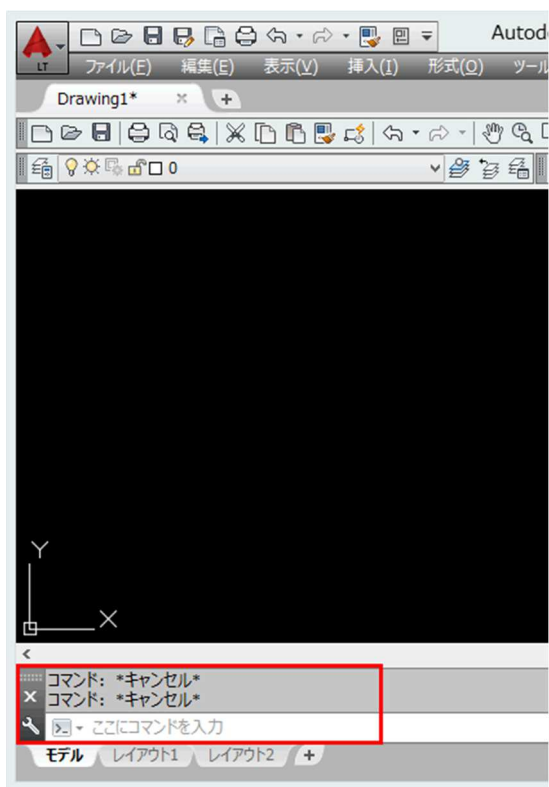 Autod
LT ファイル(F) 編集(E) 表示(V) 挿入(I) 形式(O) ツール
Drawing1*
0
Y
X
コマンド: *キャンセル*
コマンド: *キャンセル*
ここにコマンドを入力
モデル レイアウト1 レイアウト2 +